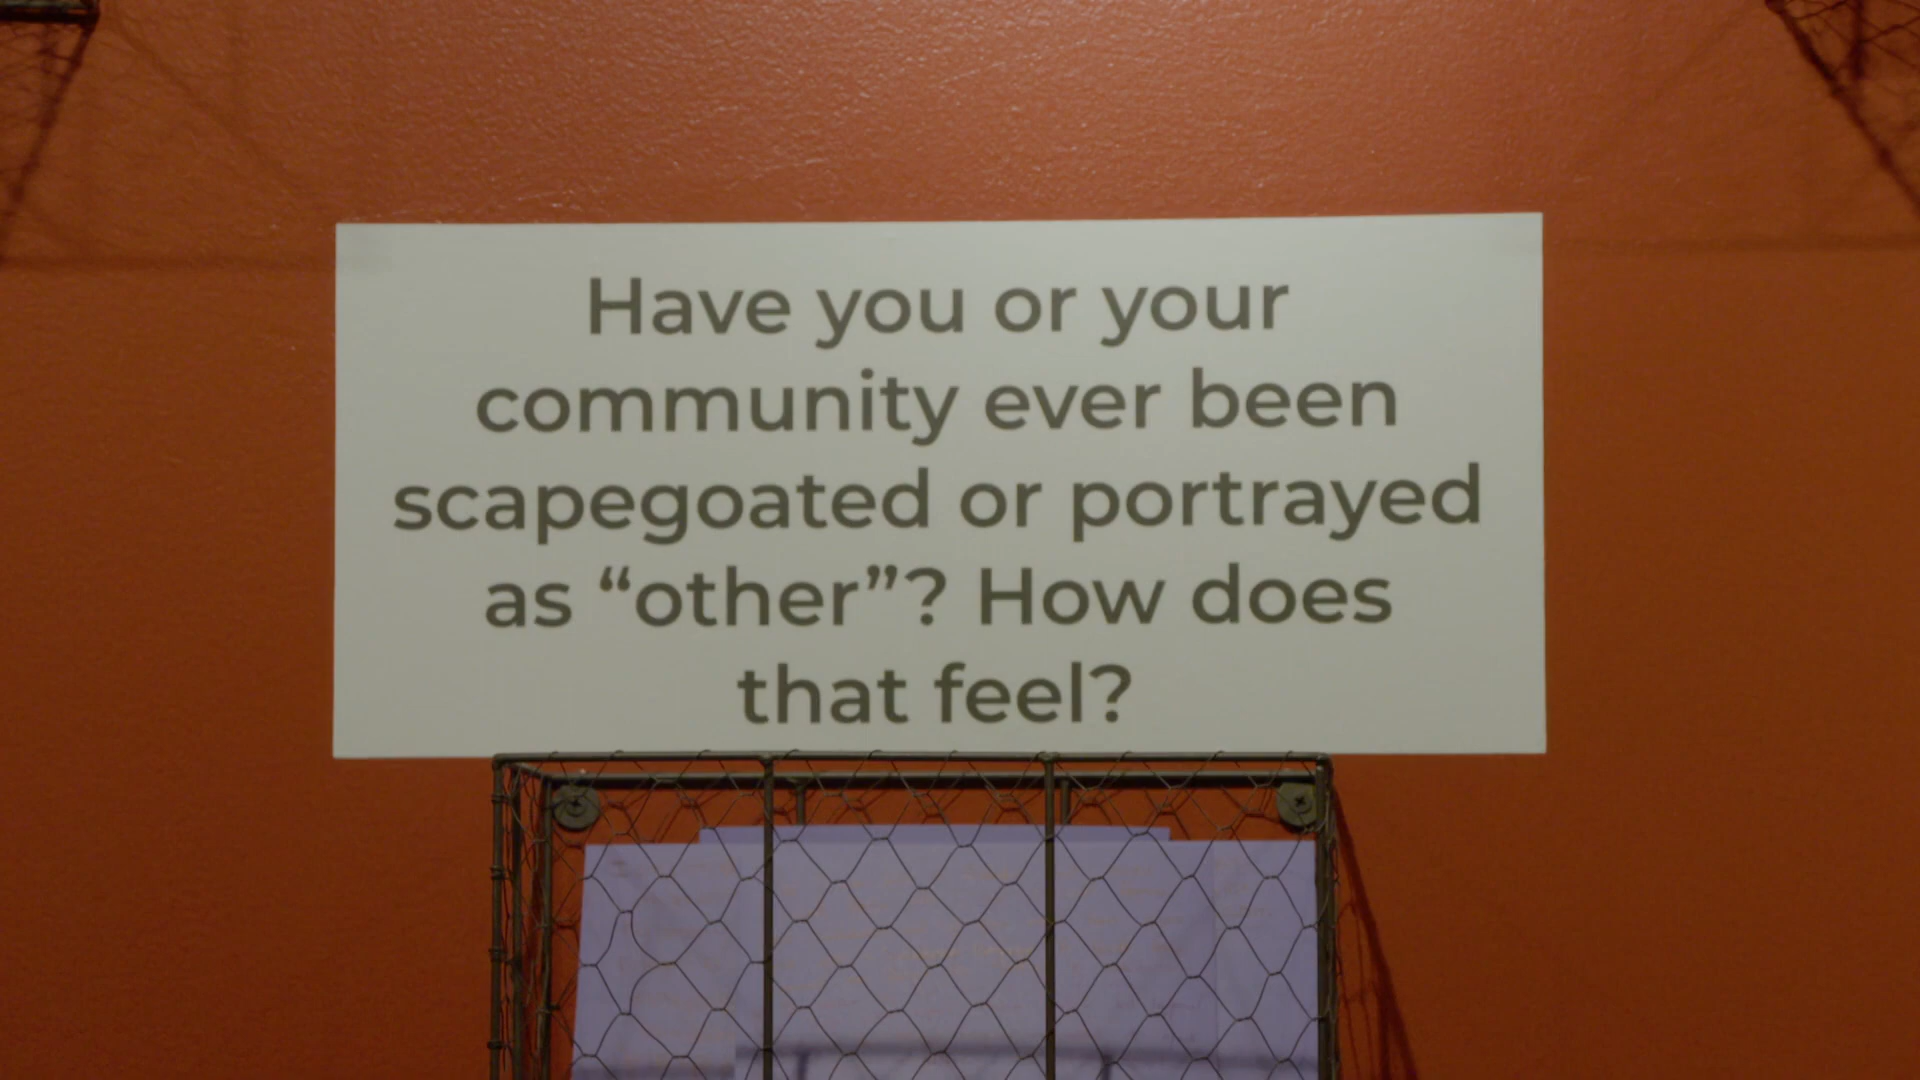 Have you or your
community ever been
scapegoated or portrayed
as “other”? How does
that feel?